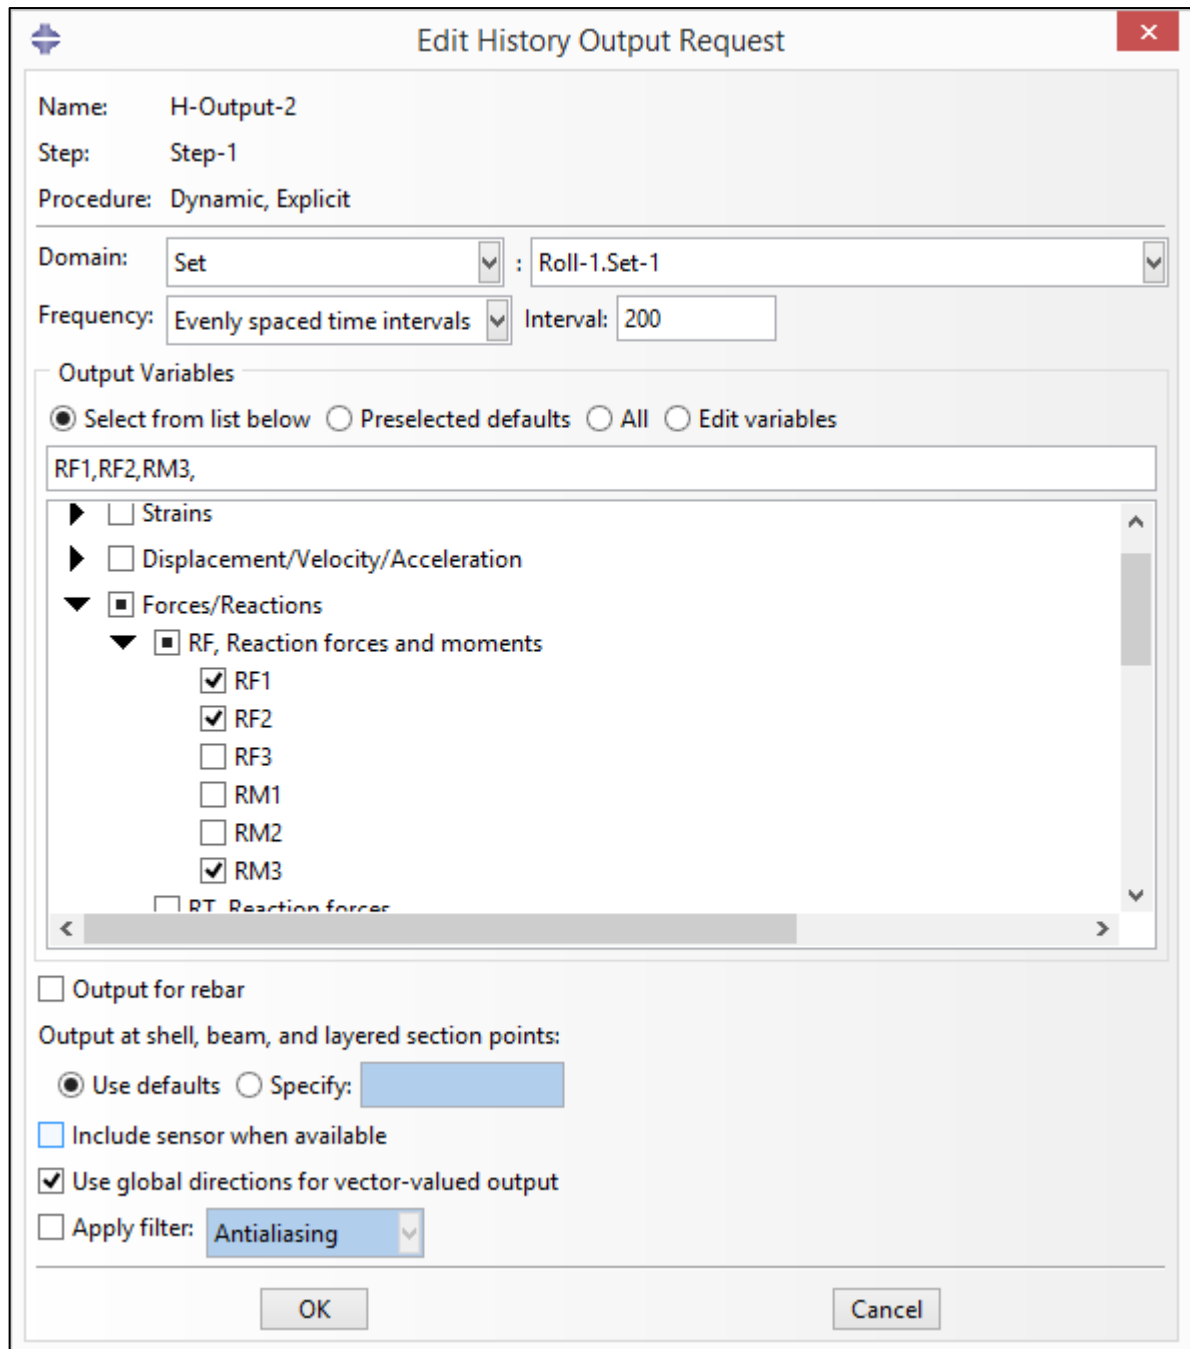 Edit History Output Request
Name: H-Output-2
Step: Step-1
Procedure: Dynamic, Explicit
Domain: Set : Roll-1.Set-1
Frequency: Evenly spaced time intervals Interval: 200
Output Variables
Select from list below Preselected defaults All Edit variables
RF1,RF2,RM3,
Strains
Displacement/Velocity/Acceleration
Forces/Reactions
RF, Reaction forces and moments
RF1
RF2
RF3
RM1
RM2
RM3
RT, Reaction forces
Output for rebar
Output at shell, beam, and layered section points:
Use defaults Specify:
Include sensor when available
Use global directions for vector-valued output
Apply filter: Antialiasing
OK Cancel